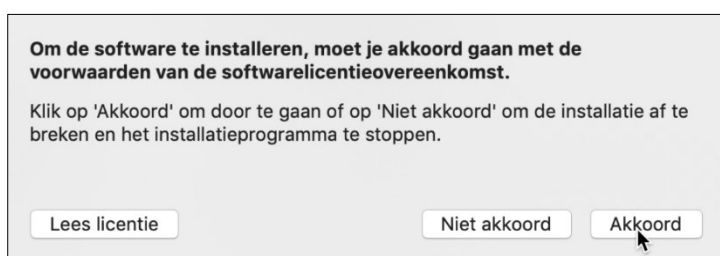 Om de software te installeren, moet je akkoord gaan met de
voorwaarden van de softwarelicentieovereenkomst.
Klik op 'Akkoord' om door te gaan of op 'Niet akkoord' om de installatie af te
breken en het installatieprogramma te stoppen.
Lees licentie
Niet akkoord
Akkoord